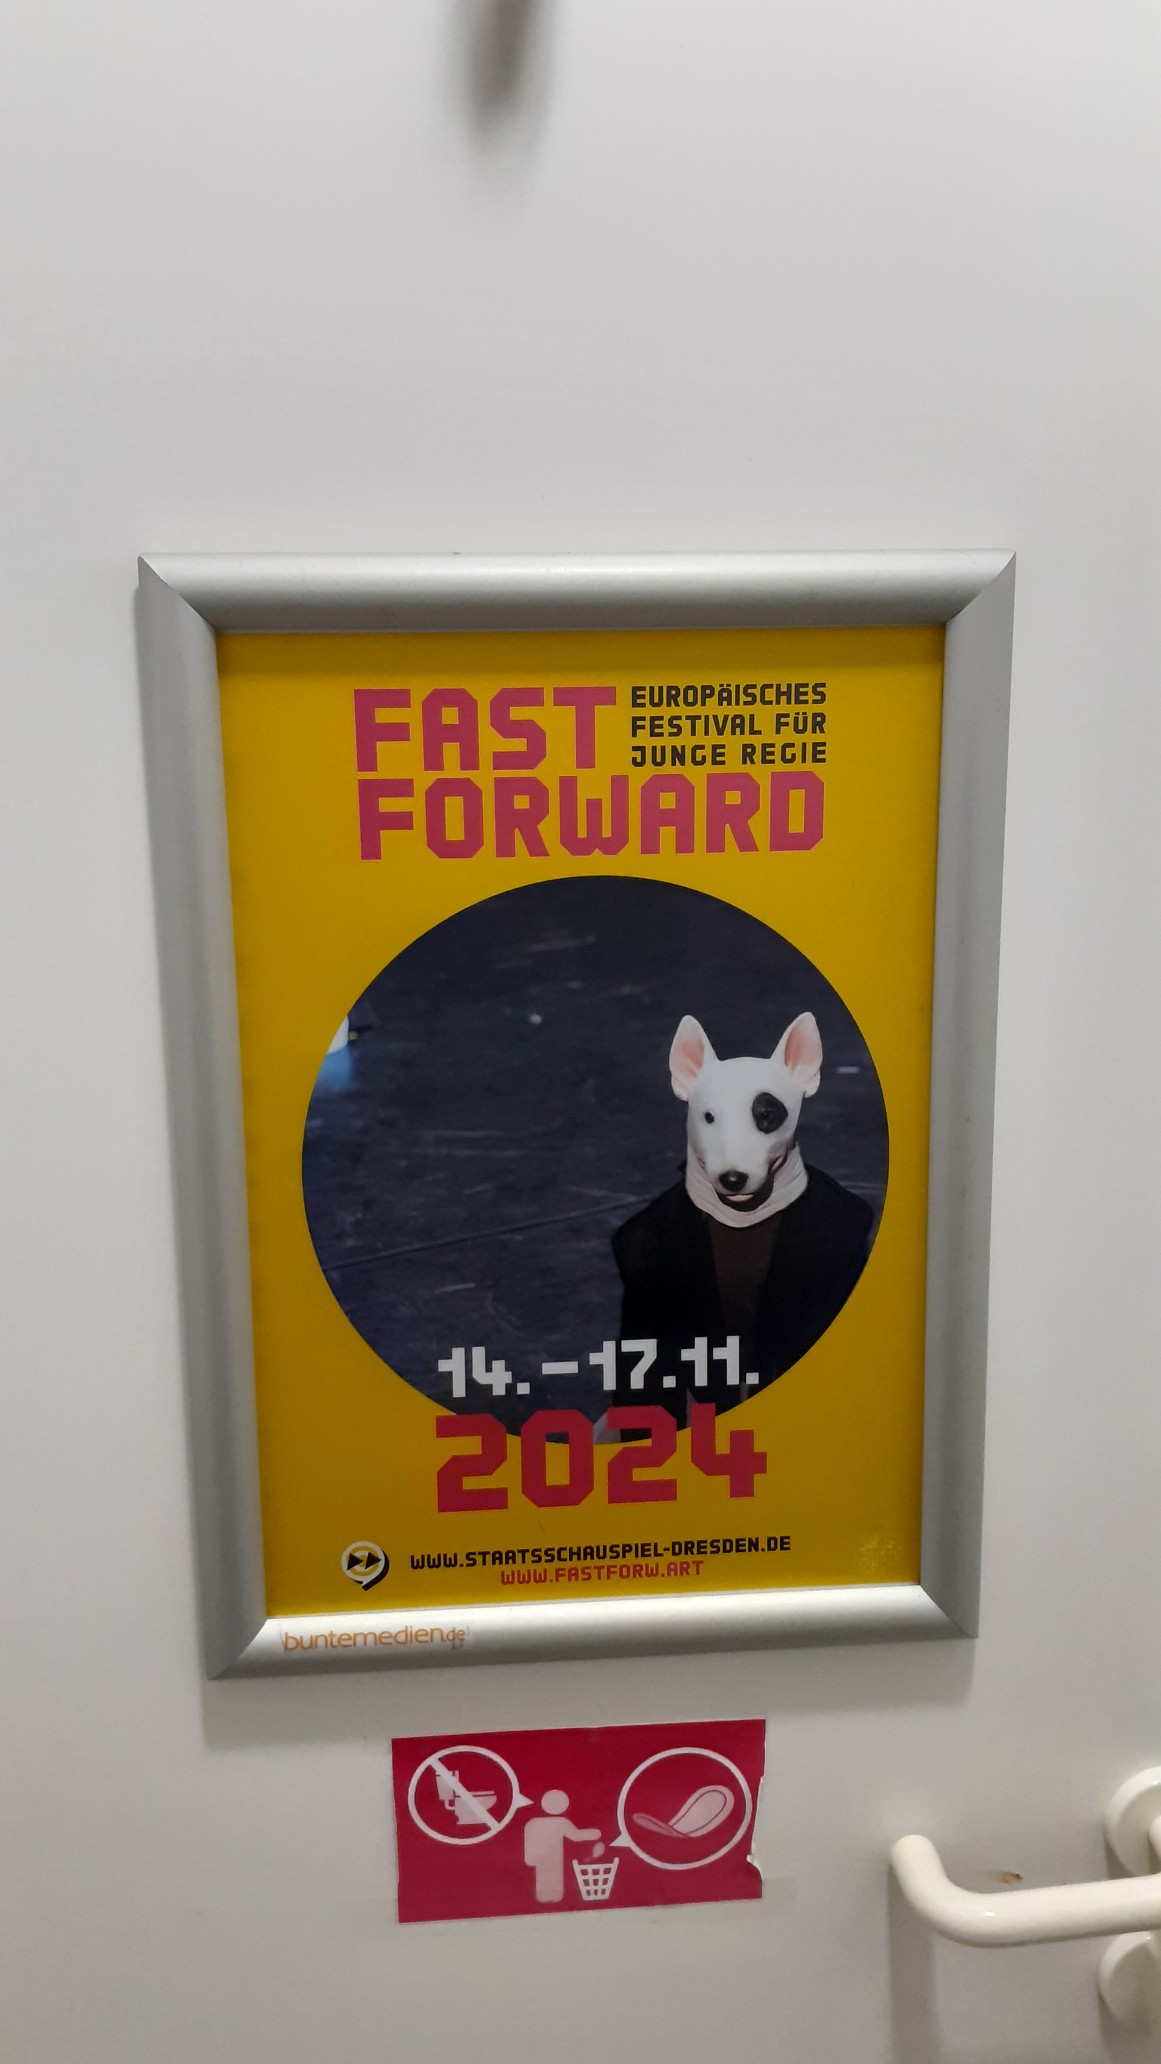 FAST
EUROPÄISCHES
FESTIVAL FÜR
JUNGE REGIE
FORWARD
14.–17.11.
2024
WWW.STAATSSCHAUSPIEL-DRESDEN.DE
WWW.FASTFORW.ART
buntemedien.de